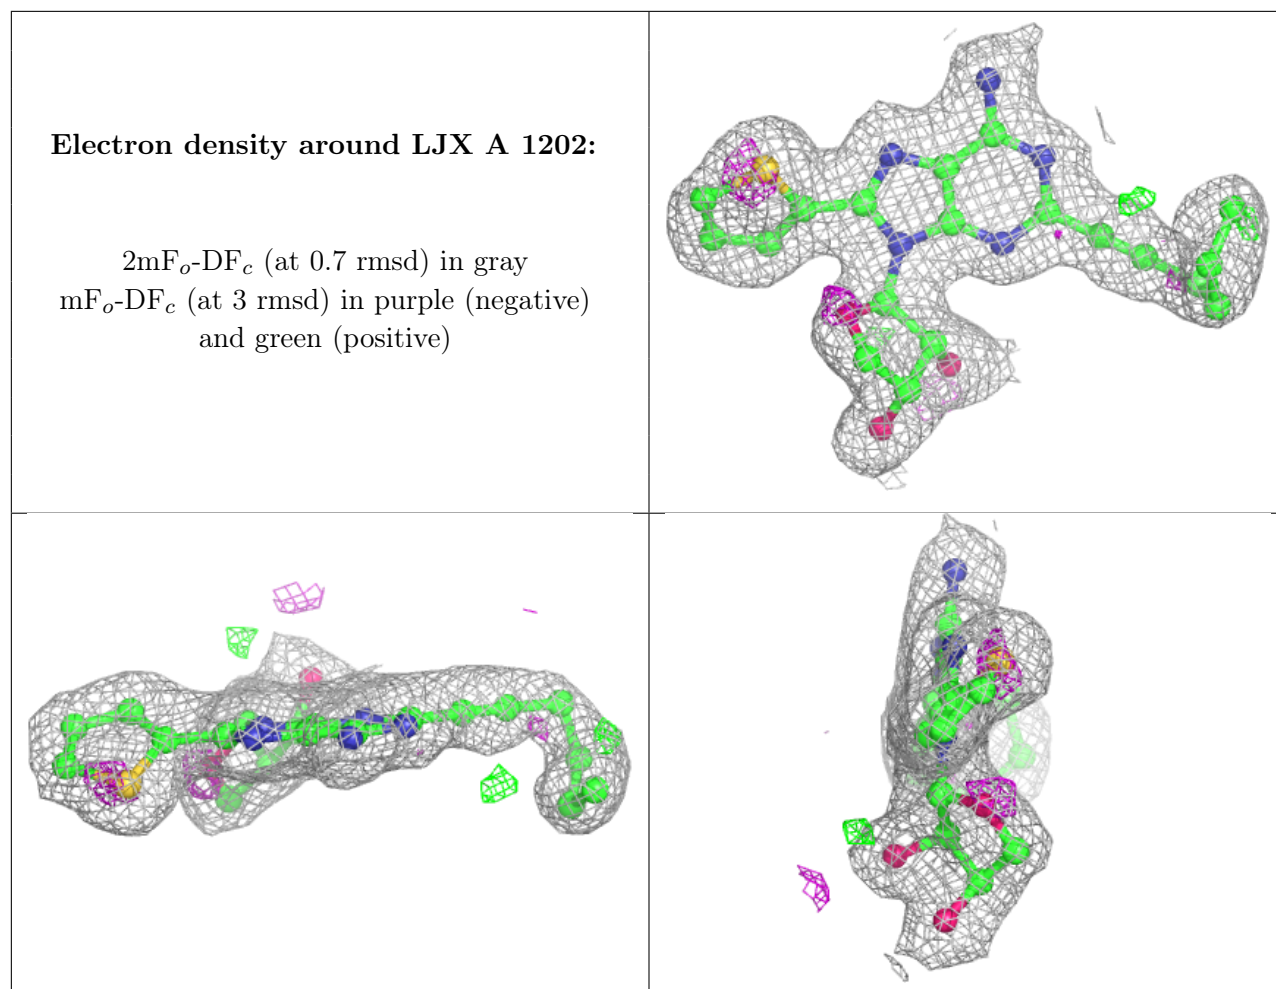 Electron density around LJX A 1202:
2mFo-DFc (at 0.7 rmsd) in gray
mFo-DFc (at 3 rmsd) in purple (negative)
and green (positive)